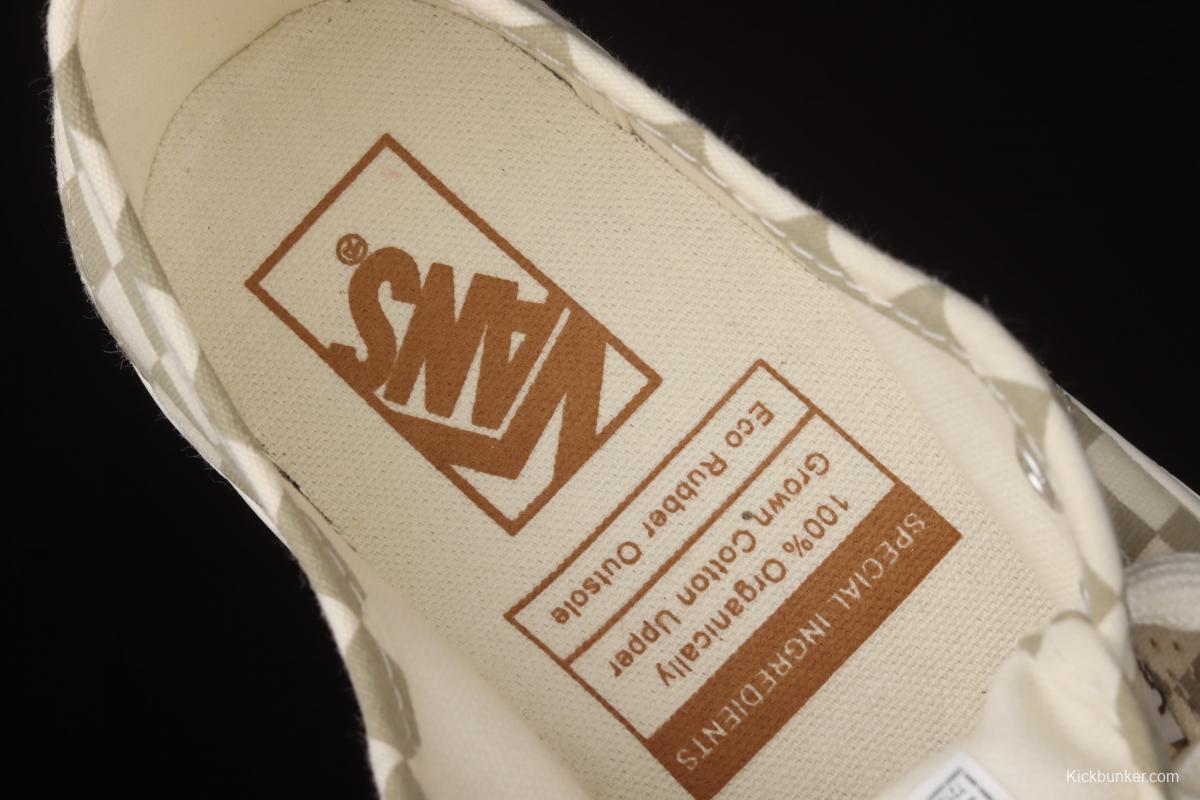 VANS®
SPECIAL INGREDIENTS
100% Organically
Grown Cotton Upper
Eco Rubber Outsole
Kickbunker.com